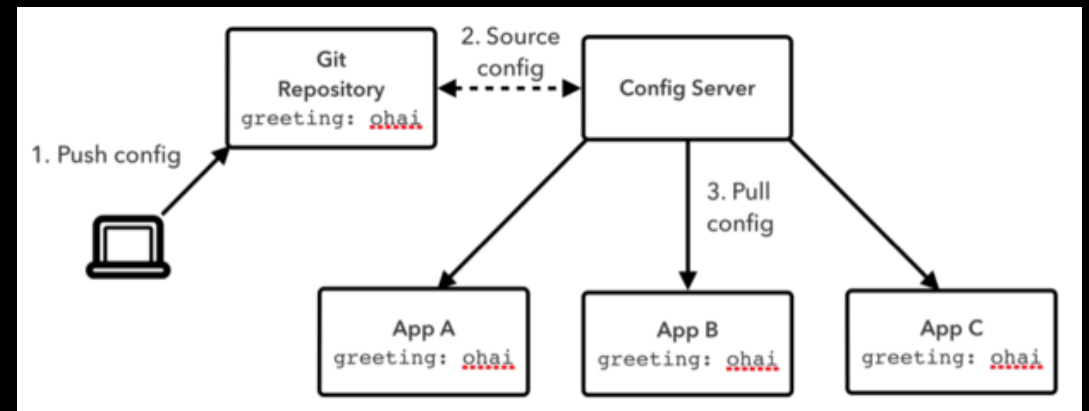 Git
Repository
greeting: ohai
2. Source
config
Config Server
1. Push config
3. Pull
config
App A
greeting: ohai
App B
greeting: ohai
App C
greeting: ohai